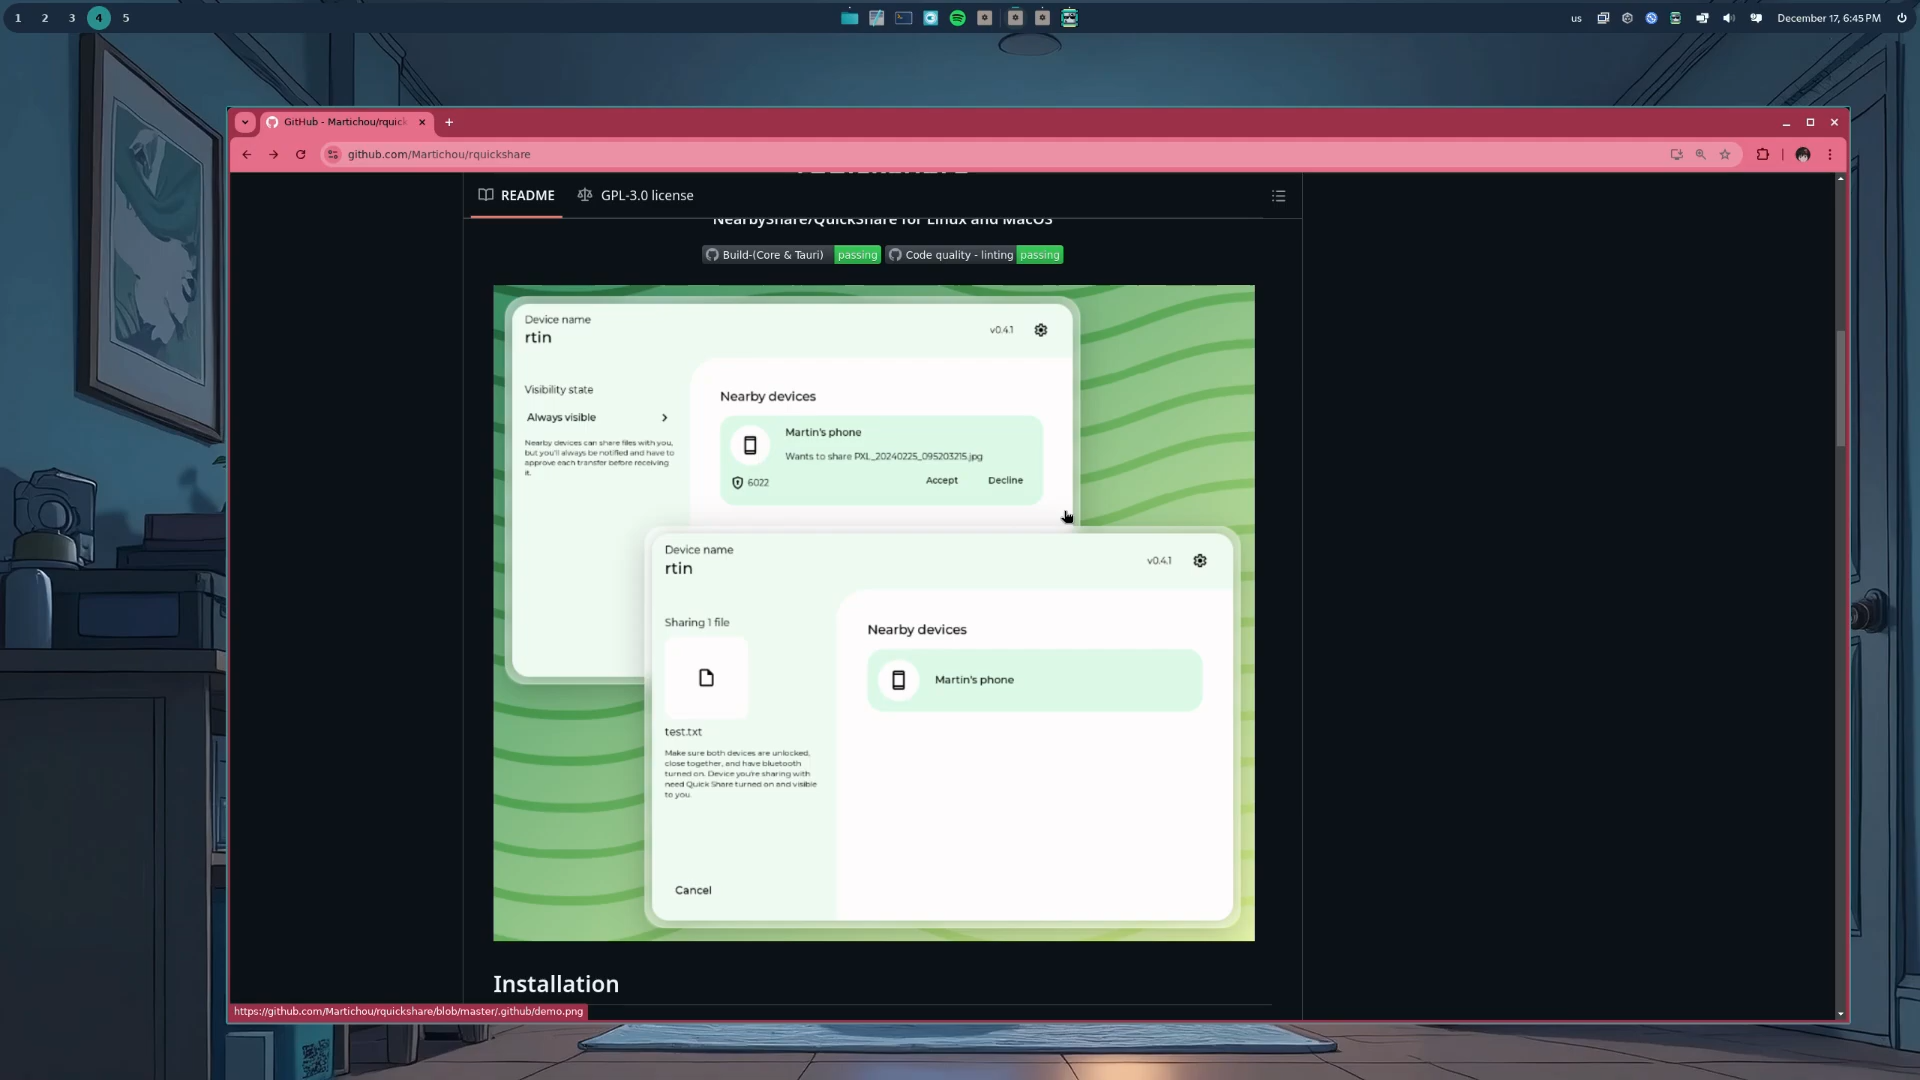 1 2 3 4 5
us
December 17, 6:45 PM
GitHub - Martichou/rquick
github.com/Martichou/rquickshare
README
GPL-3.0 license
NearbyShare/QuickShare for Linux and MacOS
Build-(Core & Tauri) passing
Code quality - linting passing
Device name
rtin
v0.4.1
Visibility state
Always visible
Nearby devices can share files with you,
but you'll always be notified and have to
approve each transfer before receiving
it.
Nearby devices
Martin's phone
Wants to share PXL_20240225_095203215.jpg
6022
Accept
Decline
Device name
rtin
v0.4.1
Sharing 1 file
test.txt
Make sure both devices are unlocked,
close together, and have bluetooth
turned on. Device you're sharing with
need Quick Share turned on and visible
to you.
Cancel
Nearby devices
Martin's phone
Installation
https://github.com/Martichou/rquickshare/blob/master/.github/demo.png